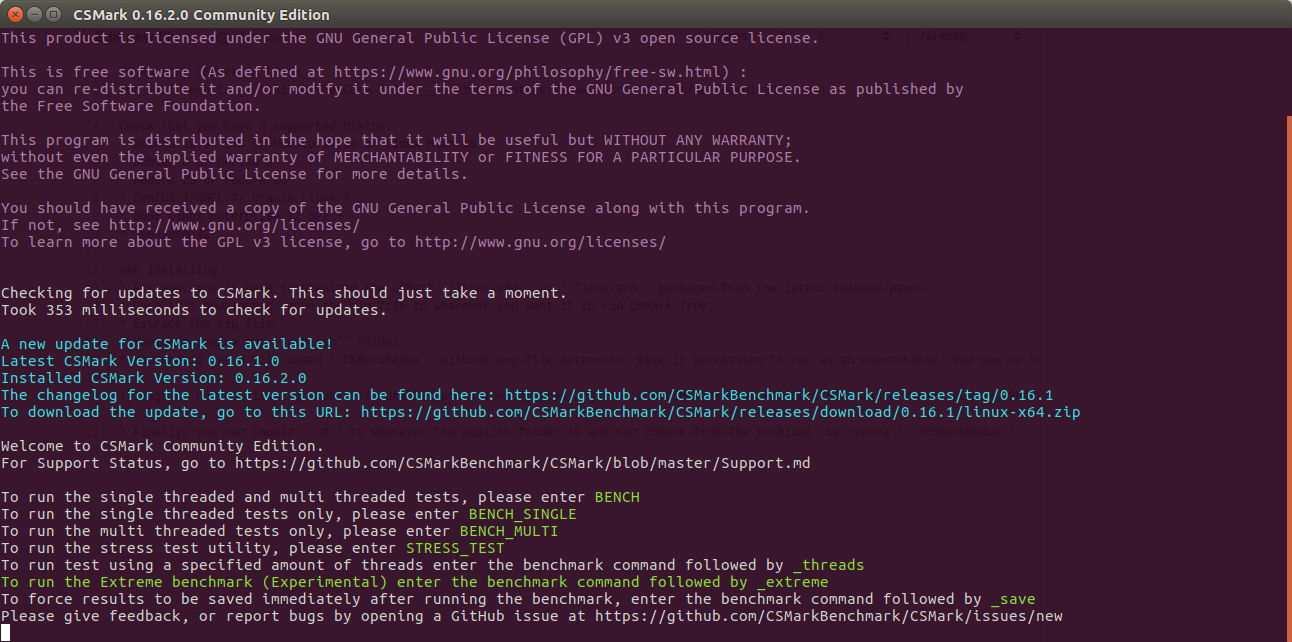 CSMark 0.16.2.0 Community Edition
This product is licensed under the GNU General Public License (GPL) v3 open source license.
This is free software (As defined at https://www.gnu.org/philosophy/free-sw.html) :
you can re-distribute it and/or modify it under the terms of the GNU General Public License as published by
the Free Software Foundation.
This program is distributed in the hope that it will be useful but WITHOUT ANY WARRANTY;
without even the implied warranty of MERCHANTABILITY or FITNESS FOR A PARTICULAR PURPOSE.
See the GNU General Public License for more details.
You should have received a copy of the GNU General Public License along with this program.
If not, see http://www.gnu.org/licenses/
To learn more about the GPL v3 license, go to http://www.gnu.org/licenses/
Checking for updates to CSMark. This should just take a moment.
Took 353 milliseconds to check for updates.
A new update for CSMark is available!
Latest CSMark Version: 0.16.1.0
Installed CSMark Version: 0.16.2.0
The changelog for the latest version can be found here: https://github.com/CSMarkBenchmark/CSMark/releases/tag/0.16.1
To download the update, go to this URL: https://github.com/CSMarkBenchmark/CSMark/releases/download/0.16.1/linux-x64.zip
Welcome to CSMark Community Edition.
For Support Status, go to https://github.com/CSMarkBenchmark/CSMark/blob/master/Support.md
To run the single threaded and multi threaded tests, please enter BENCH
To run the single threaded tests only, please enter BENCH_SINGLE
To run the multi threaded tests only, please enter BENCH_MULTI
To run the stress test utility, please enter STRESS_TEST
To run test using a specified amount of threads enter the benchmark command followed by _threads
To run the Extreme benchmark (Experimental) enter the benchmark command followed by _extreme
To force results to be saved immediately after running the benchmark, enter the benchmark command followed by _save
Please give feedback, or report bugs by opening a GitHub issue at https://github.com/CSMarkBenchmark/CSMark/issues/new